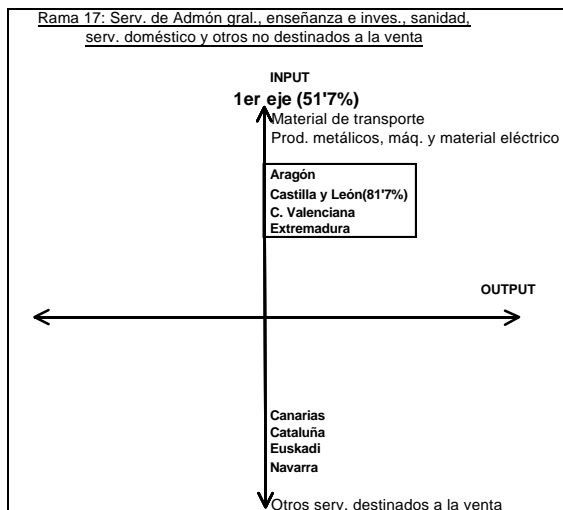 Rama 17: Serv. de Admón gral., enseñanza e inves., sanidad,
serv. doméstico y otros no destinados a la venta
INPUT
1er eje (51'7%)
Material de transporte
Prod. metálicos, máq. y material eléctrico
Aragón
Castilla y León(81'7%)
C. Valenciana
Extremadura
OUTPUT
Canarias
Cataluña
Euskadi
Navarra
Otros serv. destinados a la venta